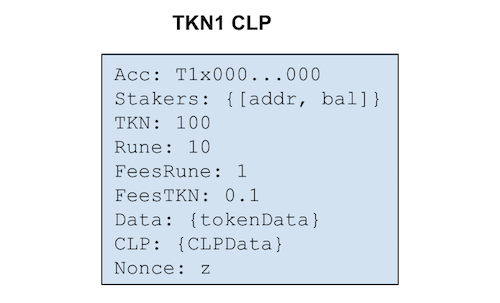 TKN1 CLP
Acc: T1x000...000
Stakers: {[addr, bal]}
TKN: 100
Rune: 10
FeesRune: 1
FeesTKN: 0.1
Data: {tokenData}
CLP: {CLPData}
Nonce: z